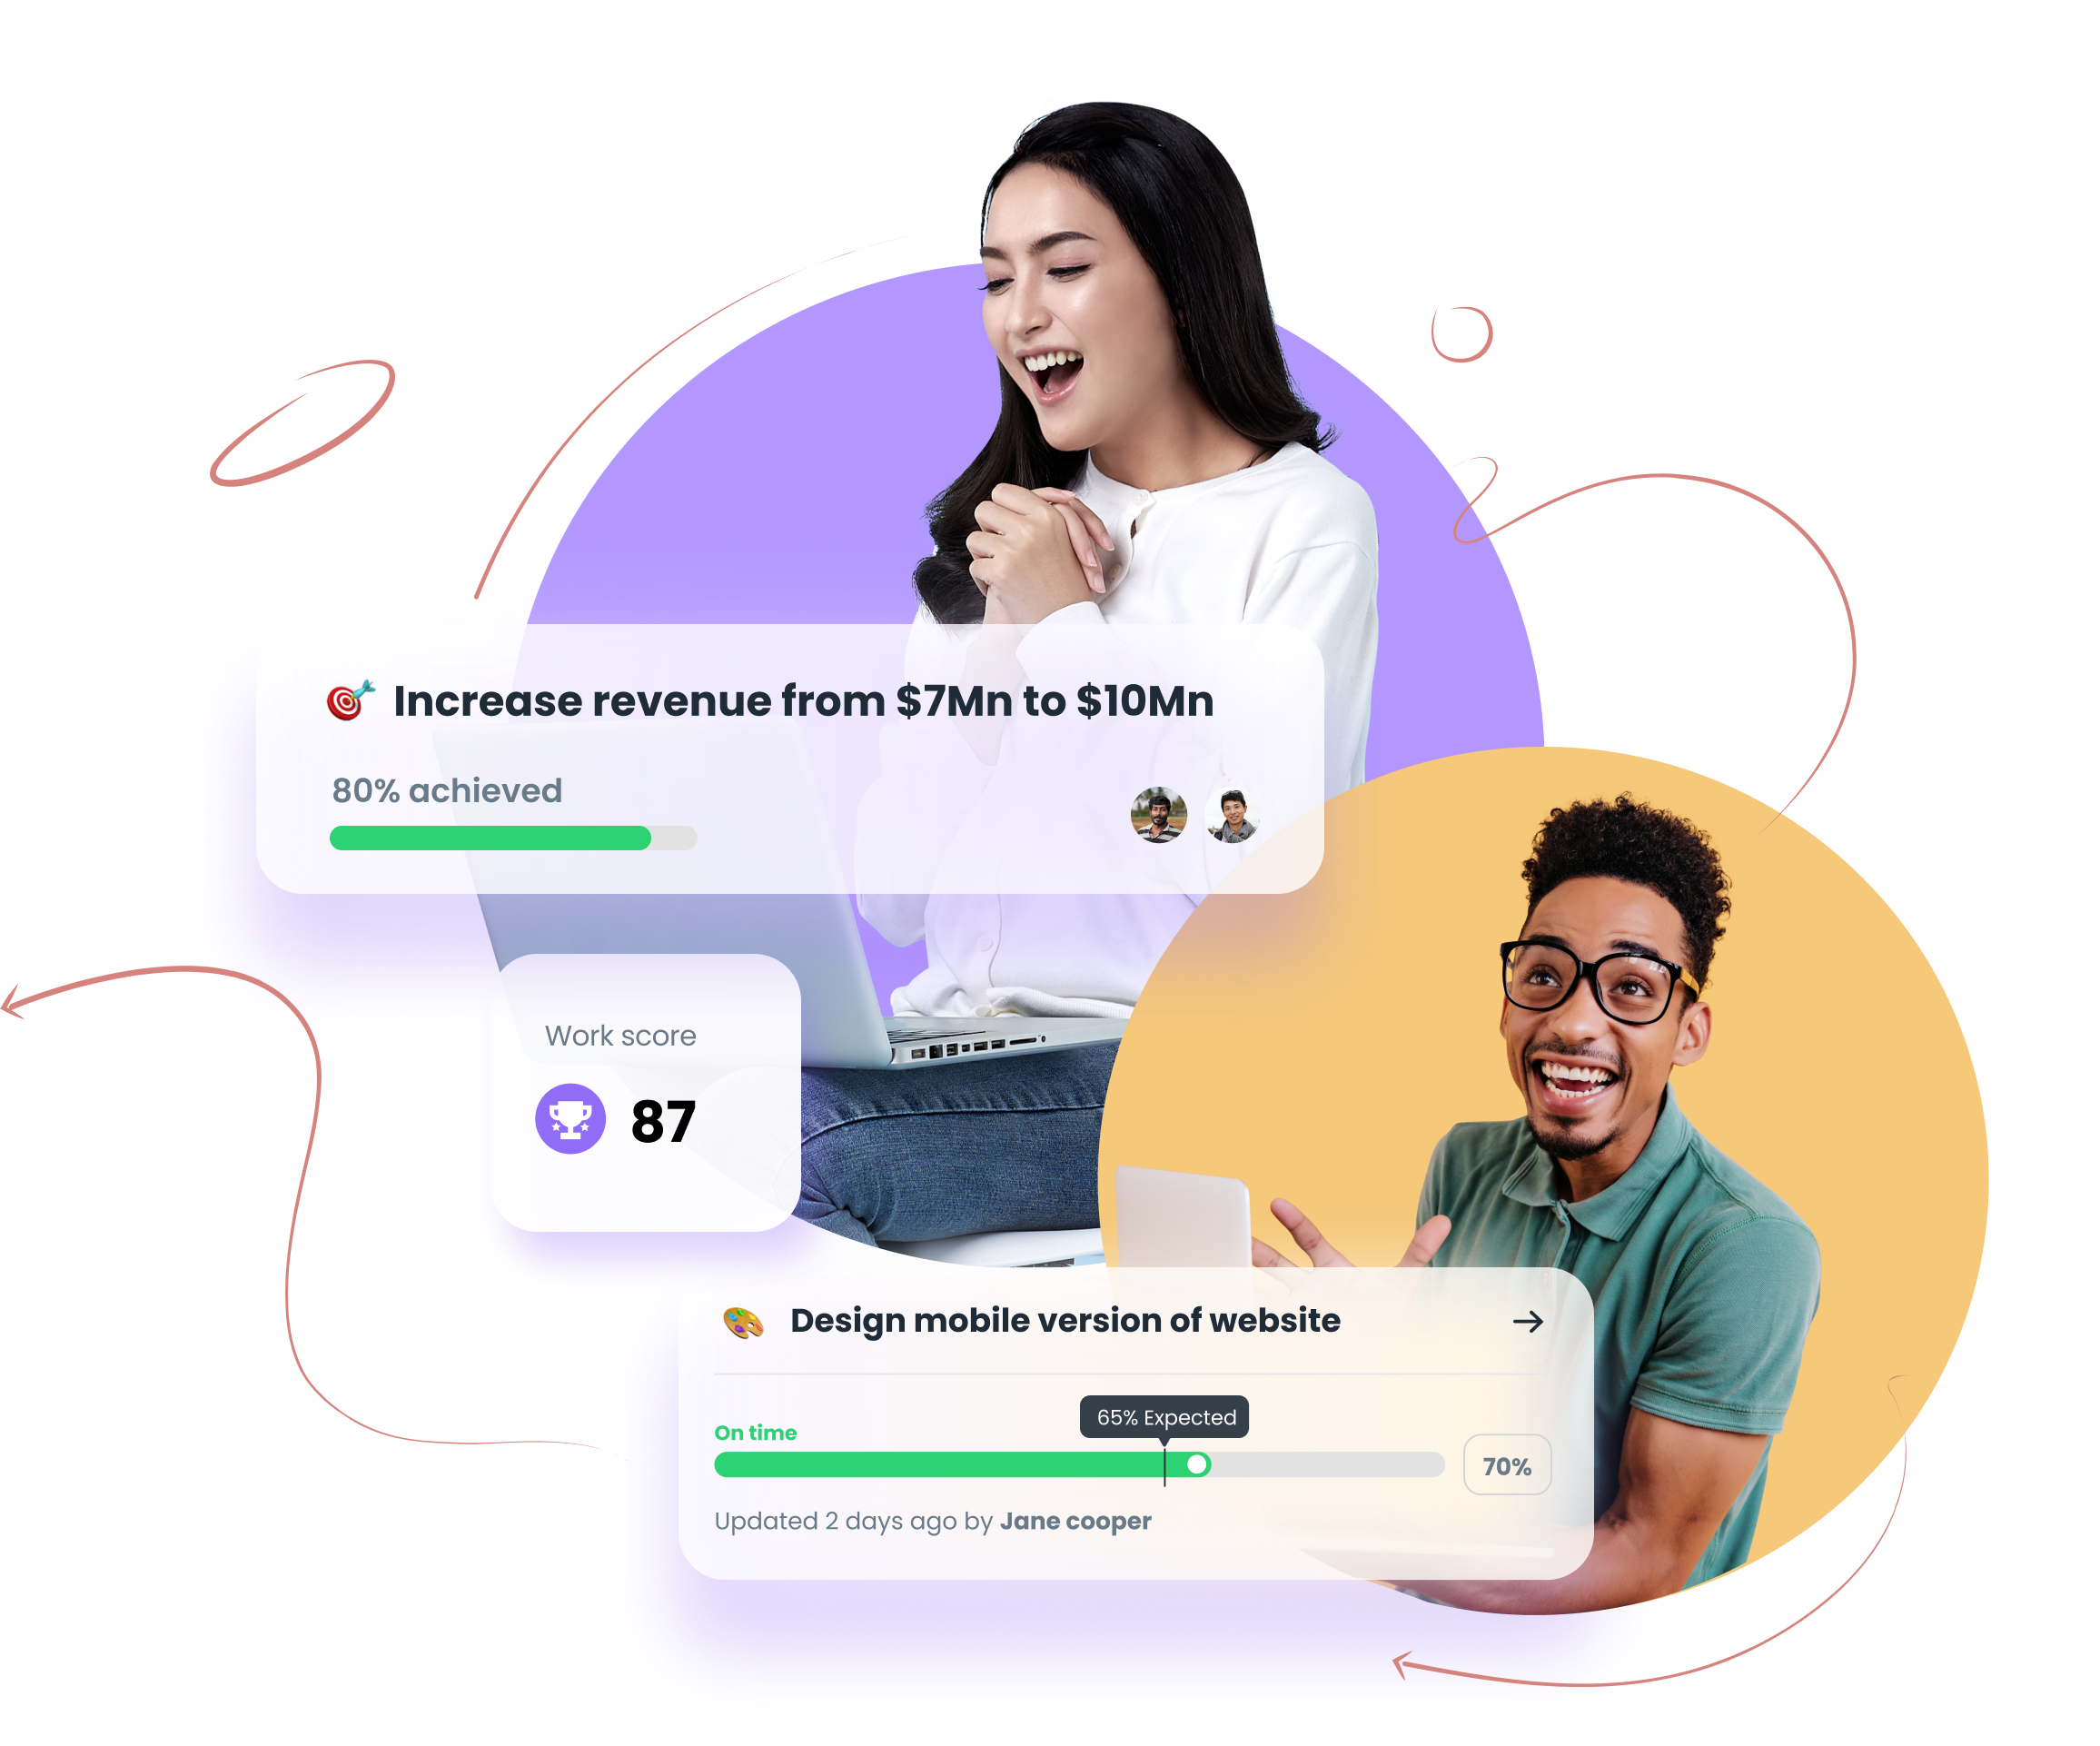 Increase revenue from $7Mn to $10Mn
80% achieved
Work score
87
Design mobile version of website
65% Expected
On time
70%
Updated 2 days ago by Jane cooper